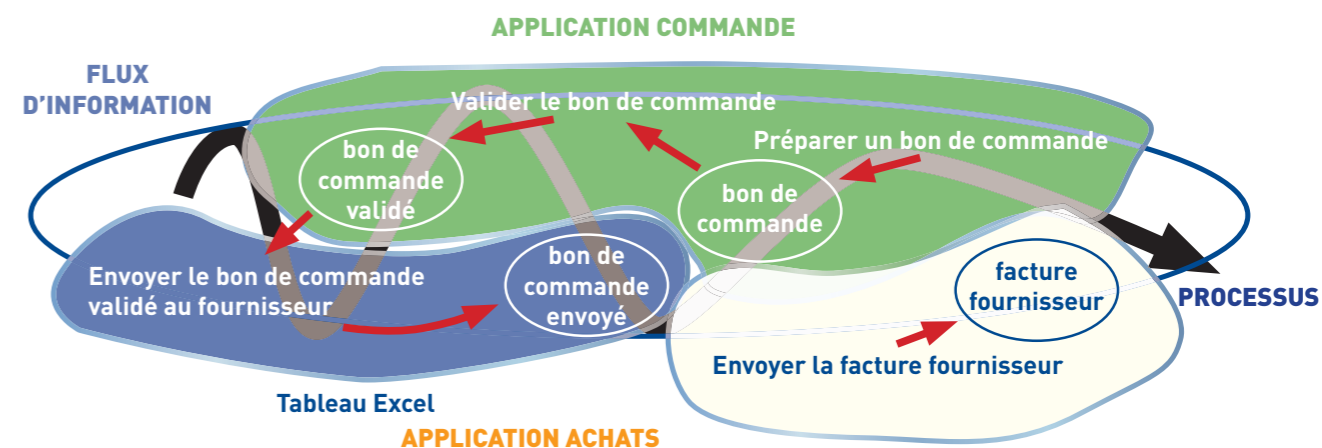 APPLICATION COMMANDE
FLUX
D'INFORMATION
Valider le bon de commande
Préparer un bon de commande
bon de
commande
validé
bon de
commande
Envoyer le bon de commande
validé au fournisseur
bon de
commande
envoyé
facture
fournisseur
PROCESSUS
Envoyer la facture fournisseur
Tableau Excel
APPLICATION ACHATS